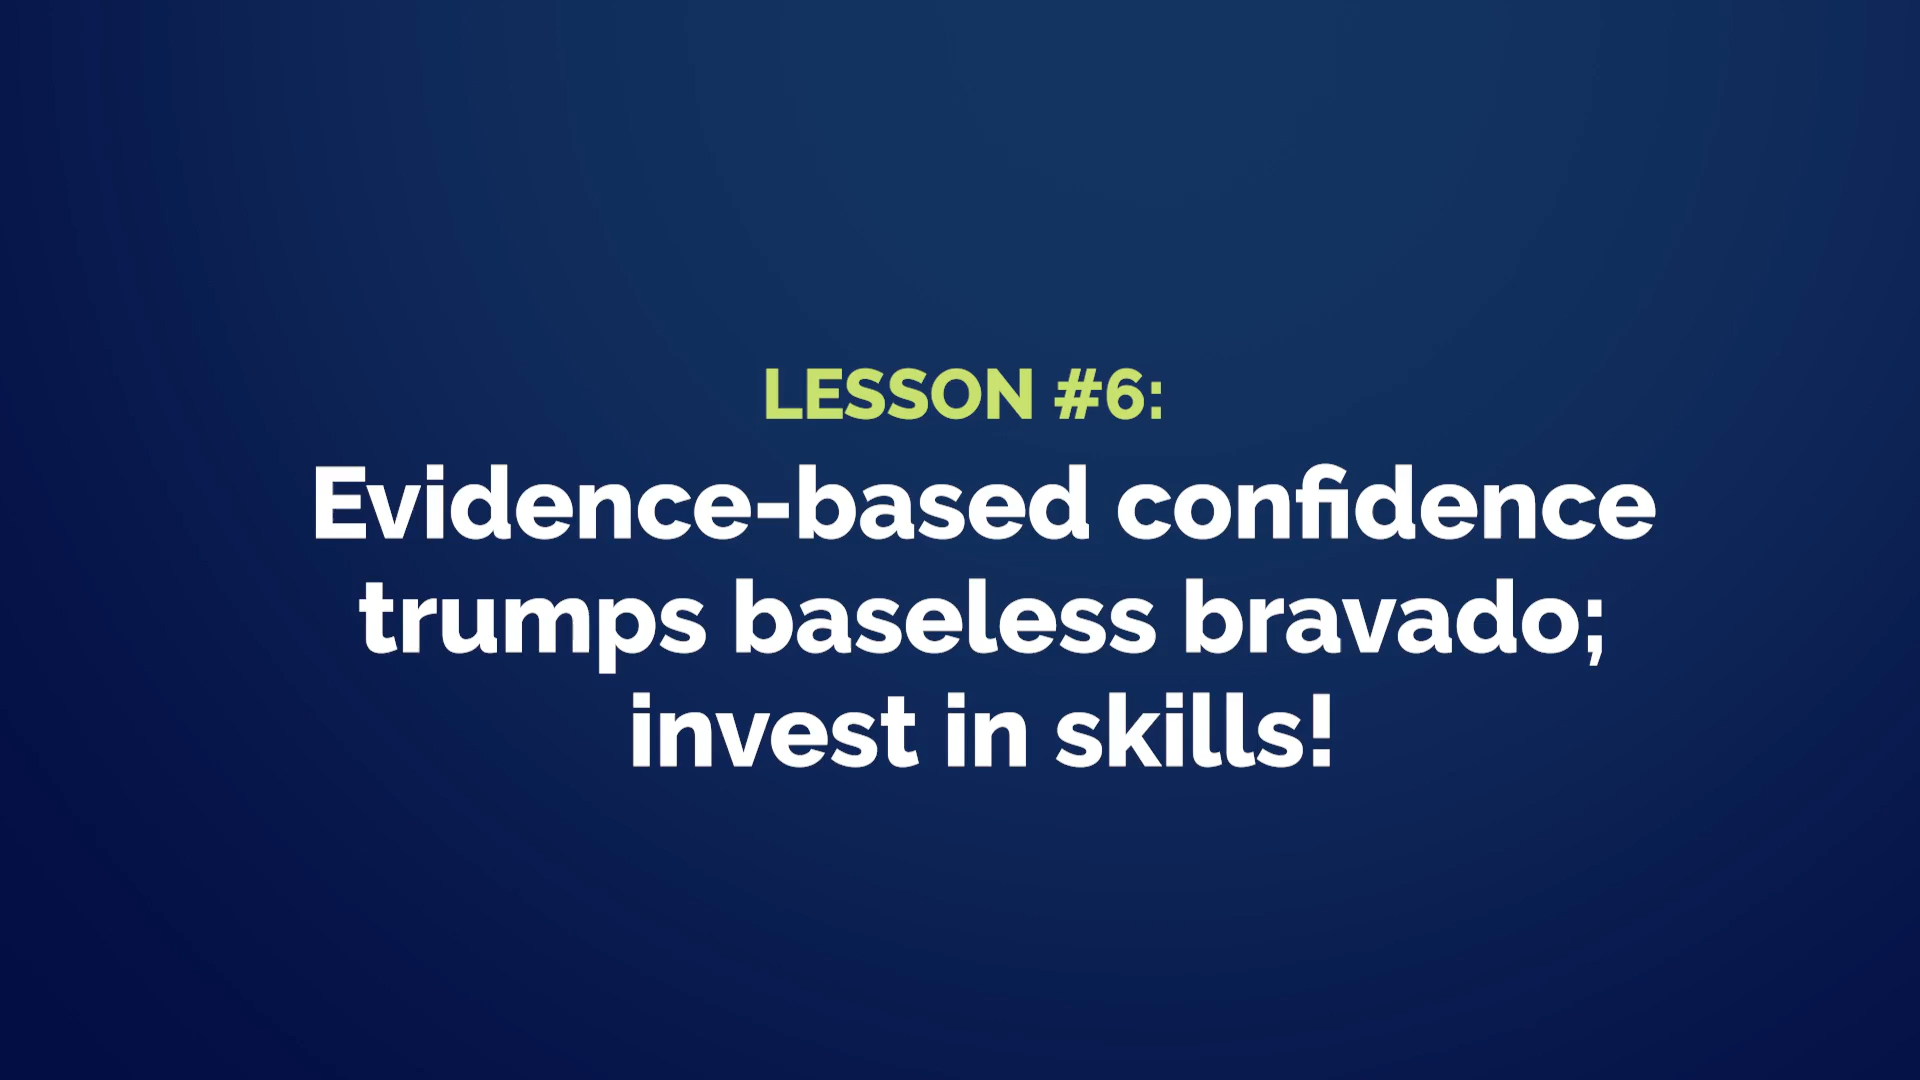 LESSON #6:
Evidence-based confidence
trumps baseless bravado;
invest in skills!